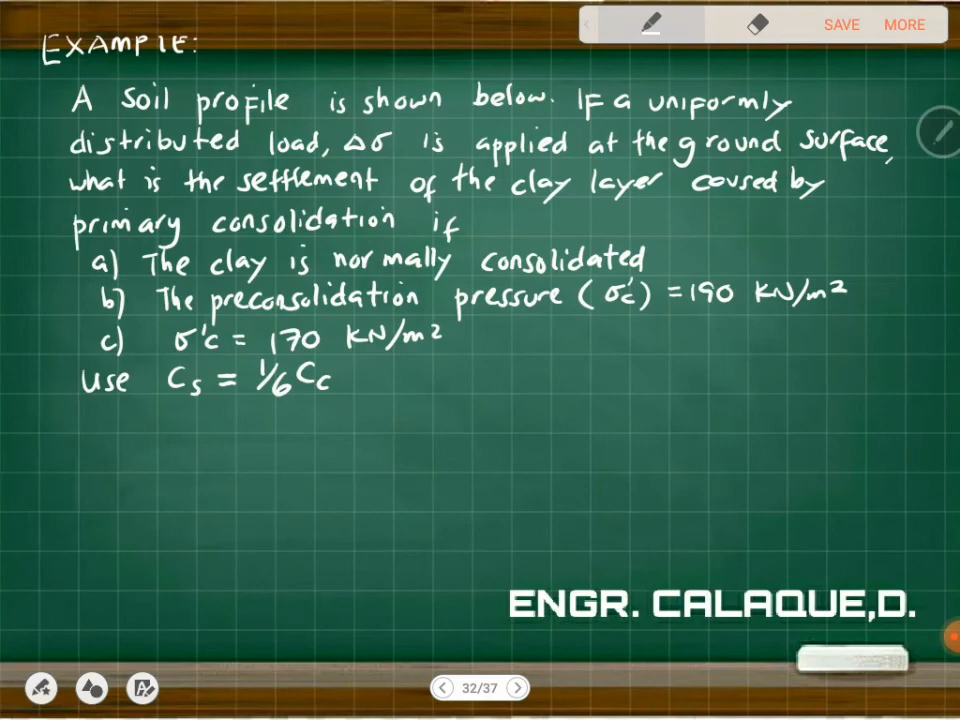 SAVE MORE
EXAMPLE:
A soil profile is shown below. If a uniformly
distributed load, Δσ is applied at the ground surface,
what is the settlement of the clay layer caused by
primary consolidation if
a) The clay is normally consolidated
b) The preconsolidation pressure (σ'c) = 190 KN/m2
c) σ'c = 170 KN/m2
Use Cs = 1/6 Cc
ENGR. CALAQUE,D.
32/37